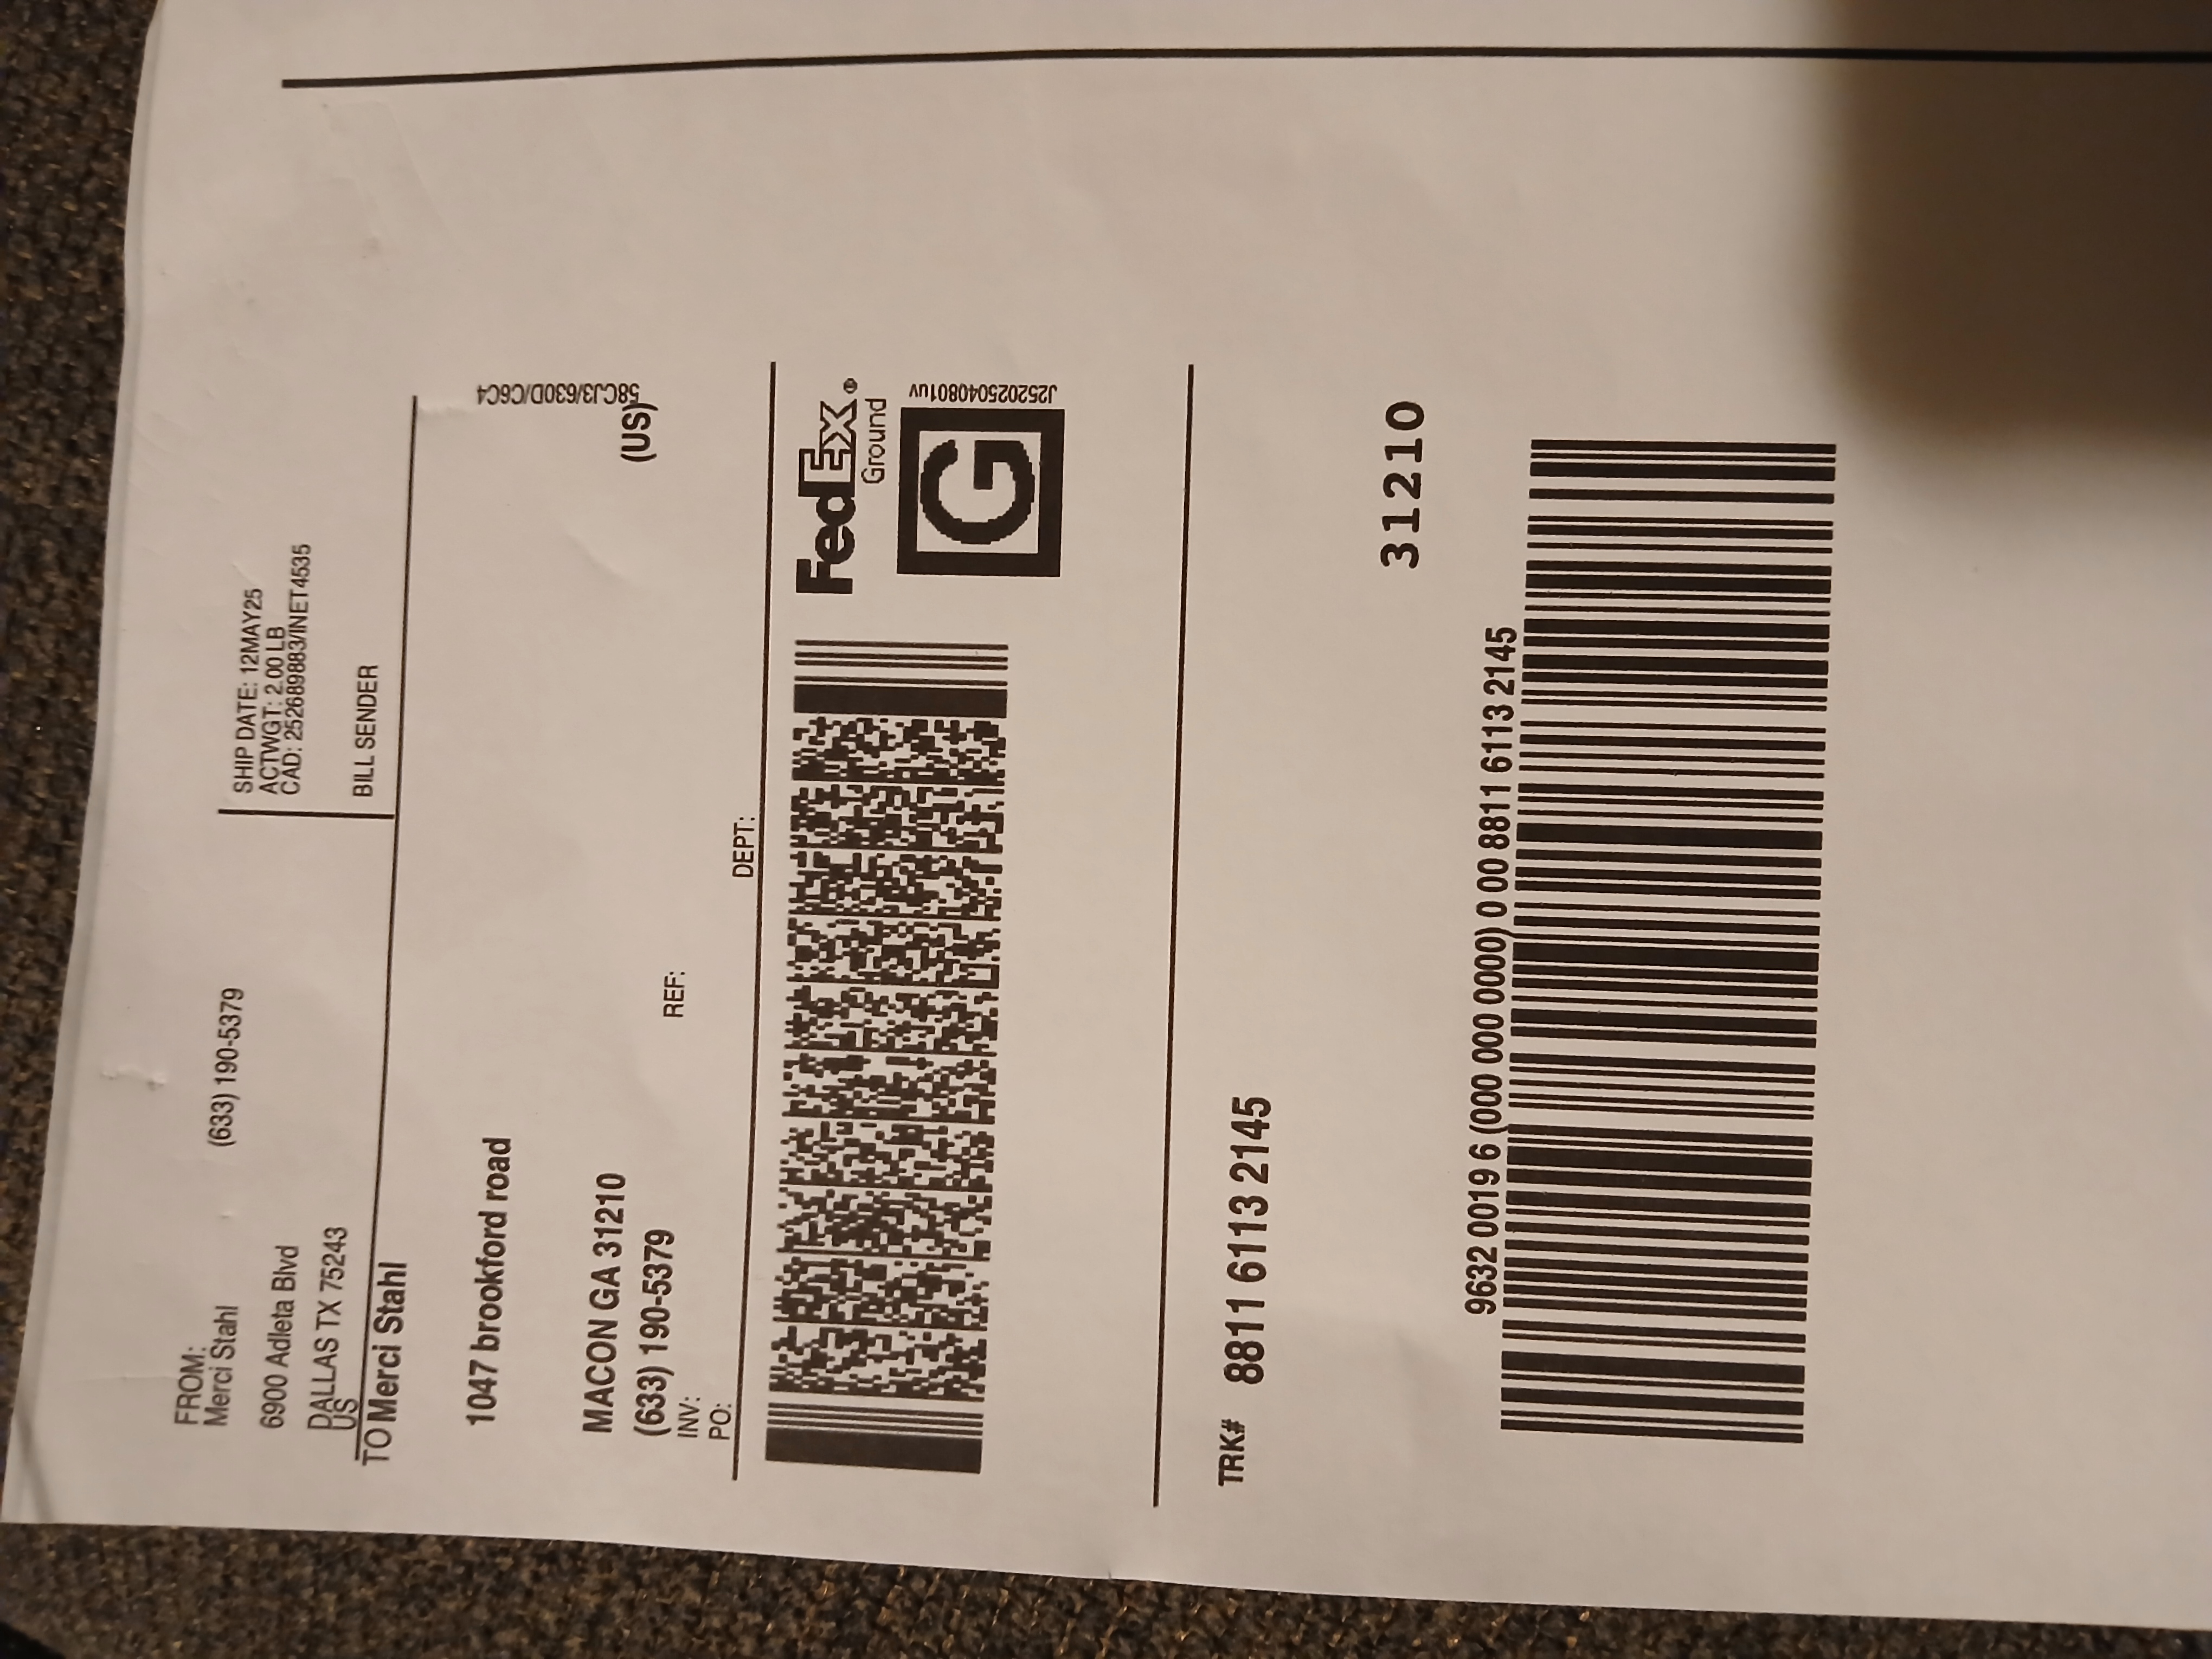 FROM:
Merci Stahl
(633) 190-5379
6900 Adleta Blvd
DALLAS TX 75243
US
SHIP DATE: 12MAY25
ACTWGT: 2.00 LB
CAD: 252689883/INET4535
BILL SENDER
TO Merci Stahl
1047 brookford road
MACON GA 31210
(US)
(633) 190-5379
REF:
INV:
PO:
DEPT:
58CJ3/630D/C6C4
FedEx®
Ground
G
J252025040801uv
TRK# 8811 6113 2145
31210
9632 0019 6 (000 000 0000) 0 00 8811 6113 2145